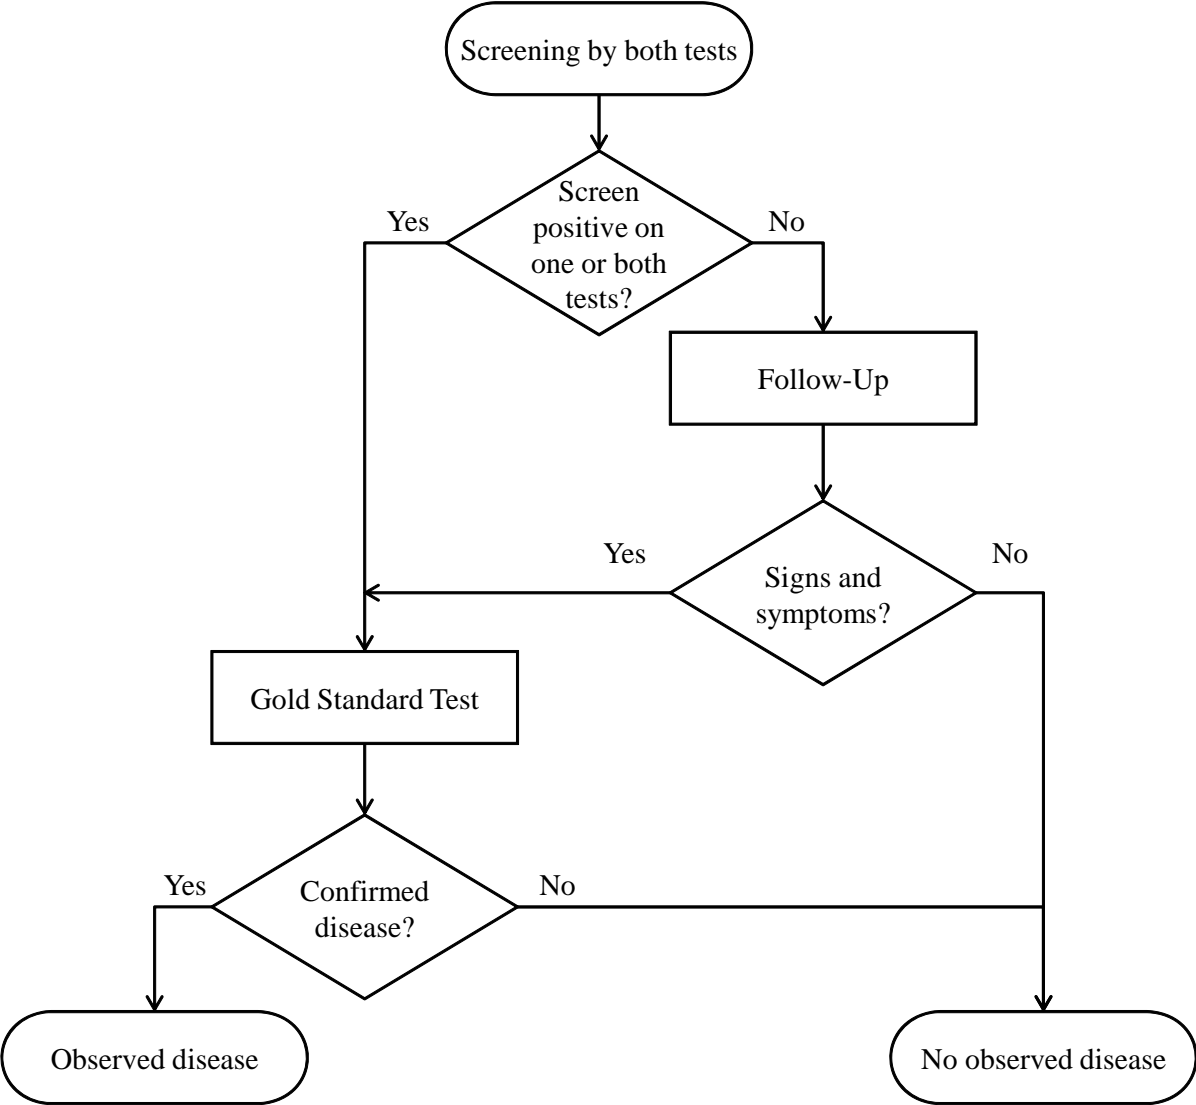 Screening by both tests
Screen
positive on
one or both
tests?
Yes
No
Follow-Up
Signs and
symptoms?
Yes
No
Gold Standard Test
Confirmed
disease?
Yes
No
Observed disease
No observed disease